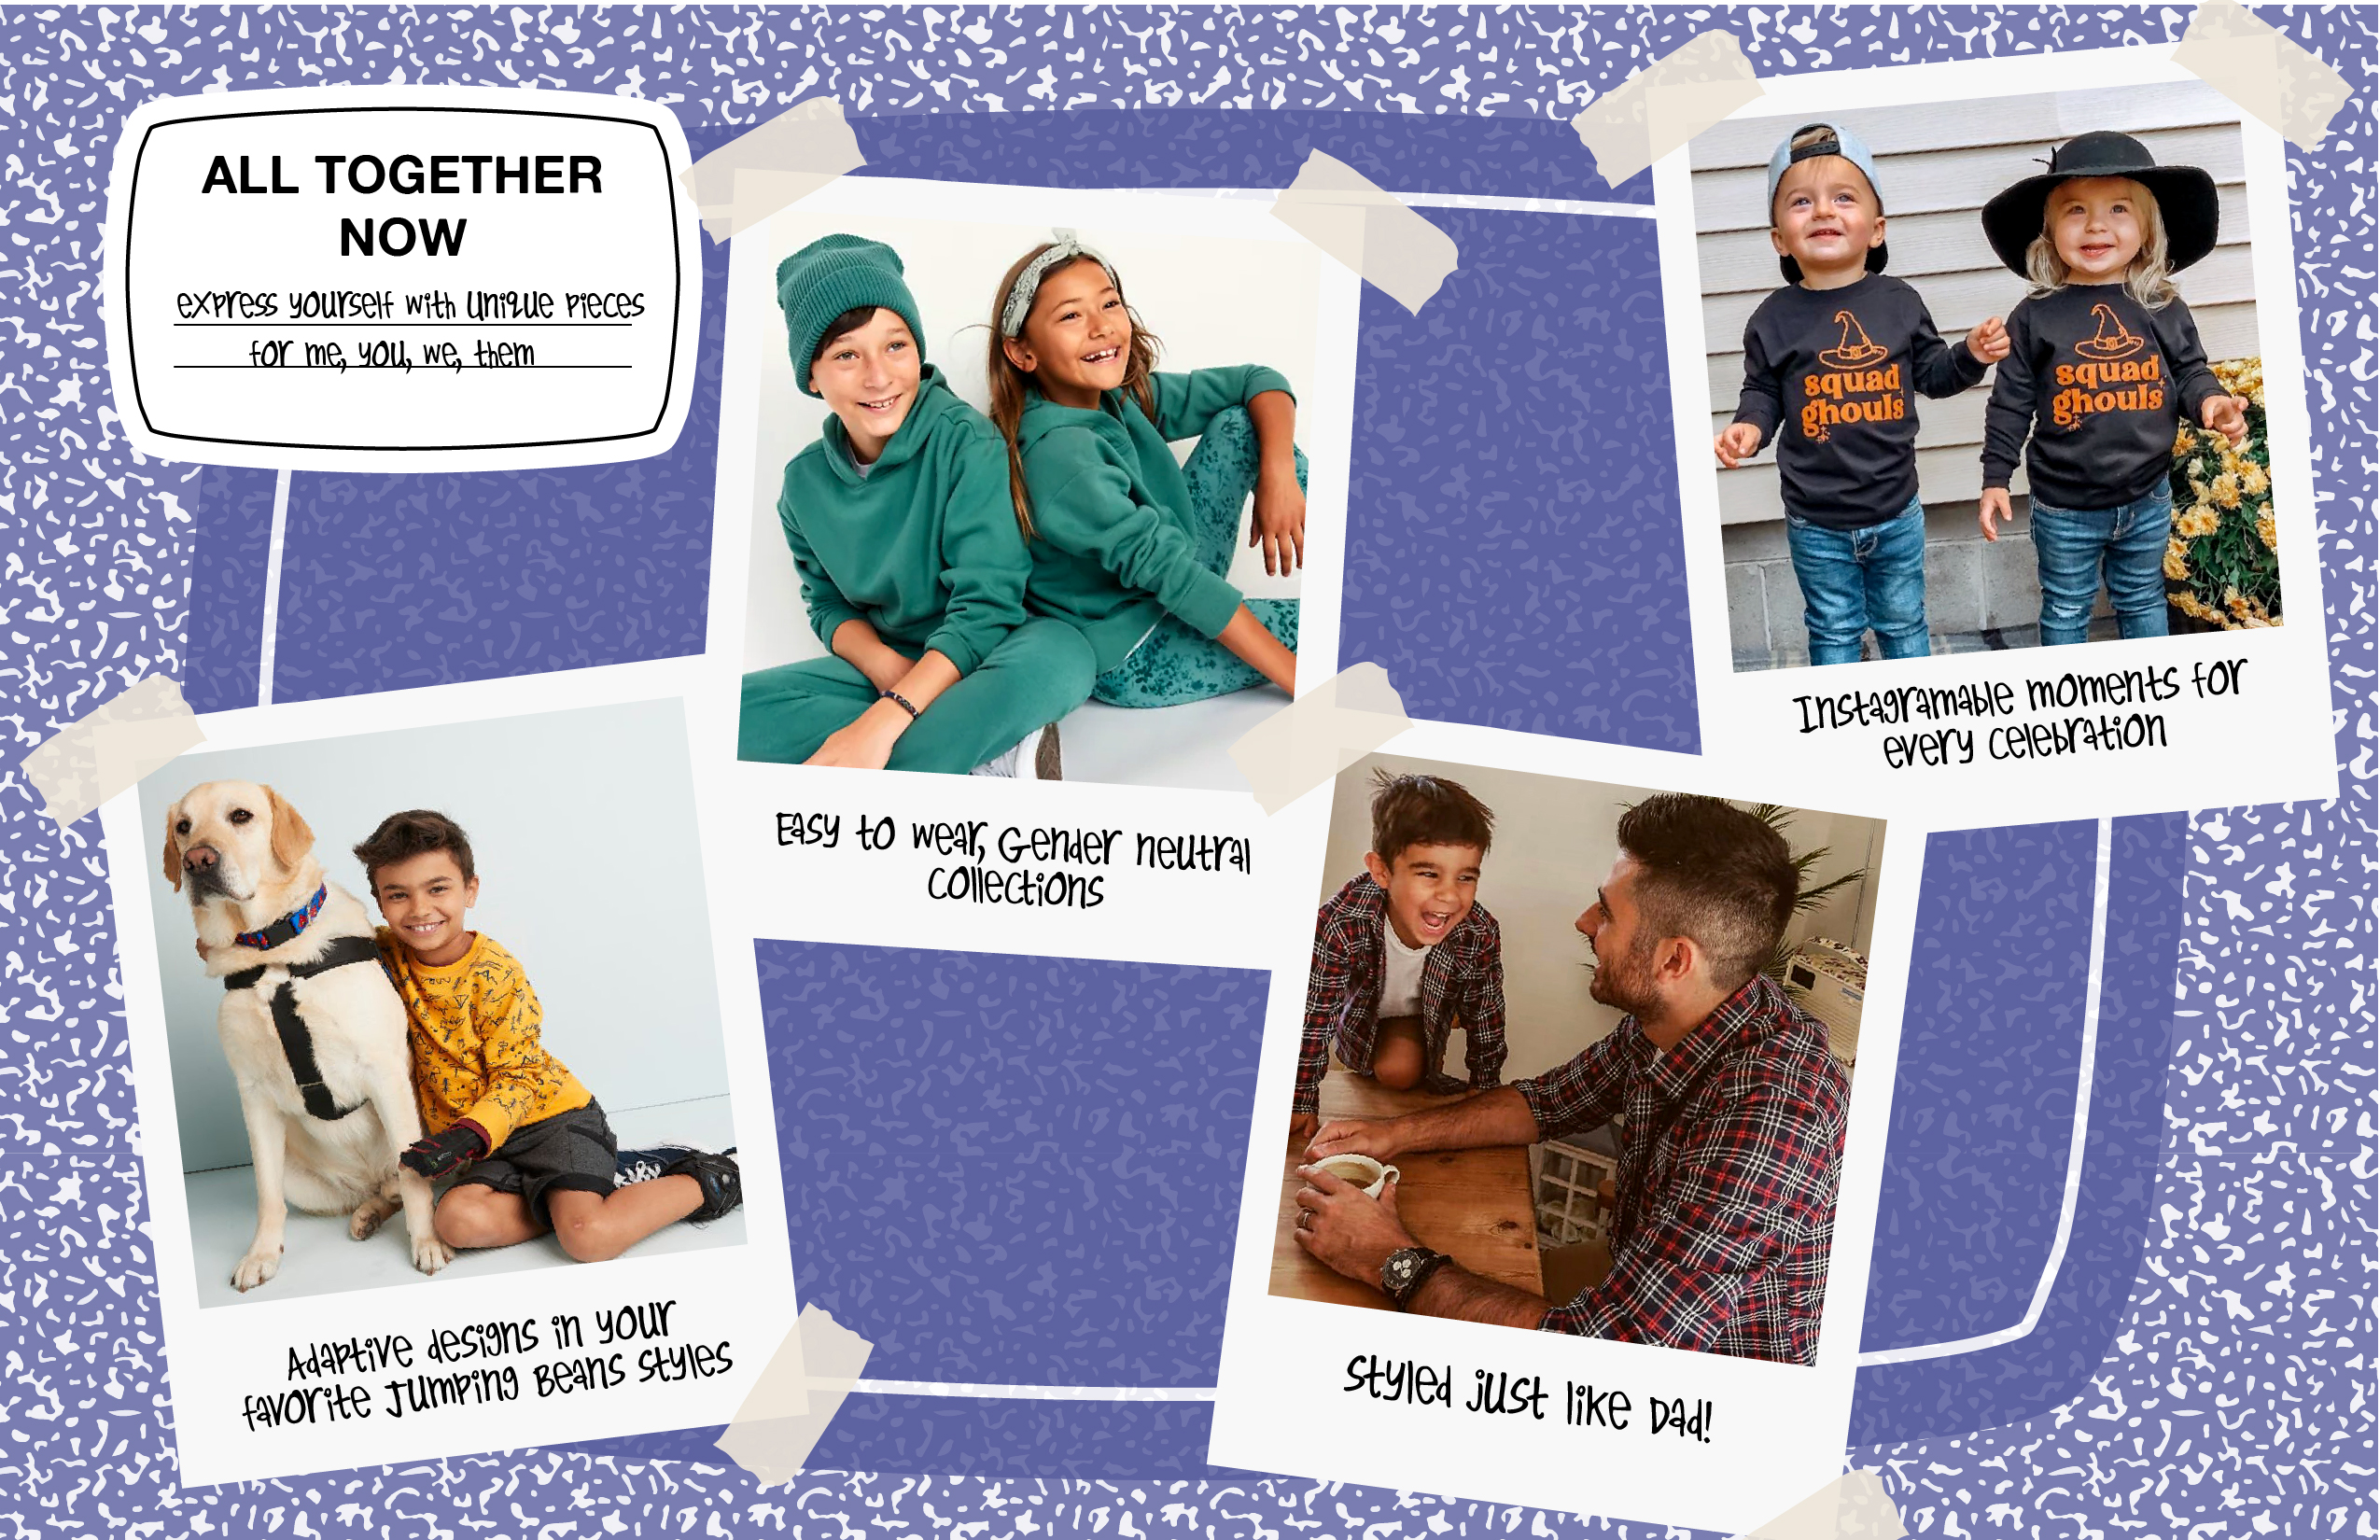 ALL TOGETHER
NOW
express yourself with unique pieces
for me, you, we, them
squad
ghouls
squad
ghouls
Instagramable moments for
every celebration
Easy to wear, Gender neutral
collections
Adaptive designs in your
favorite Jumping Beans styles
Styled just like Dad!